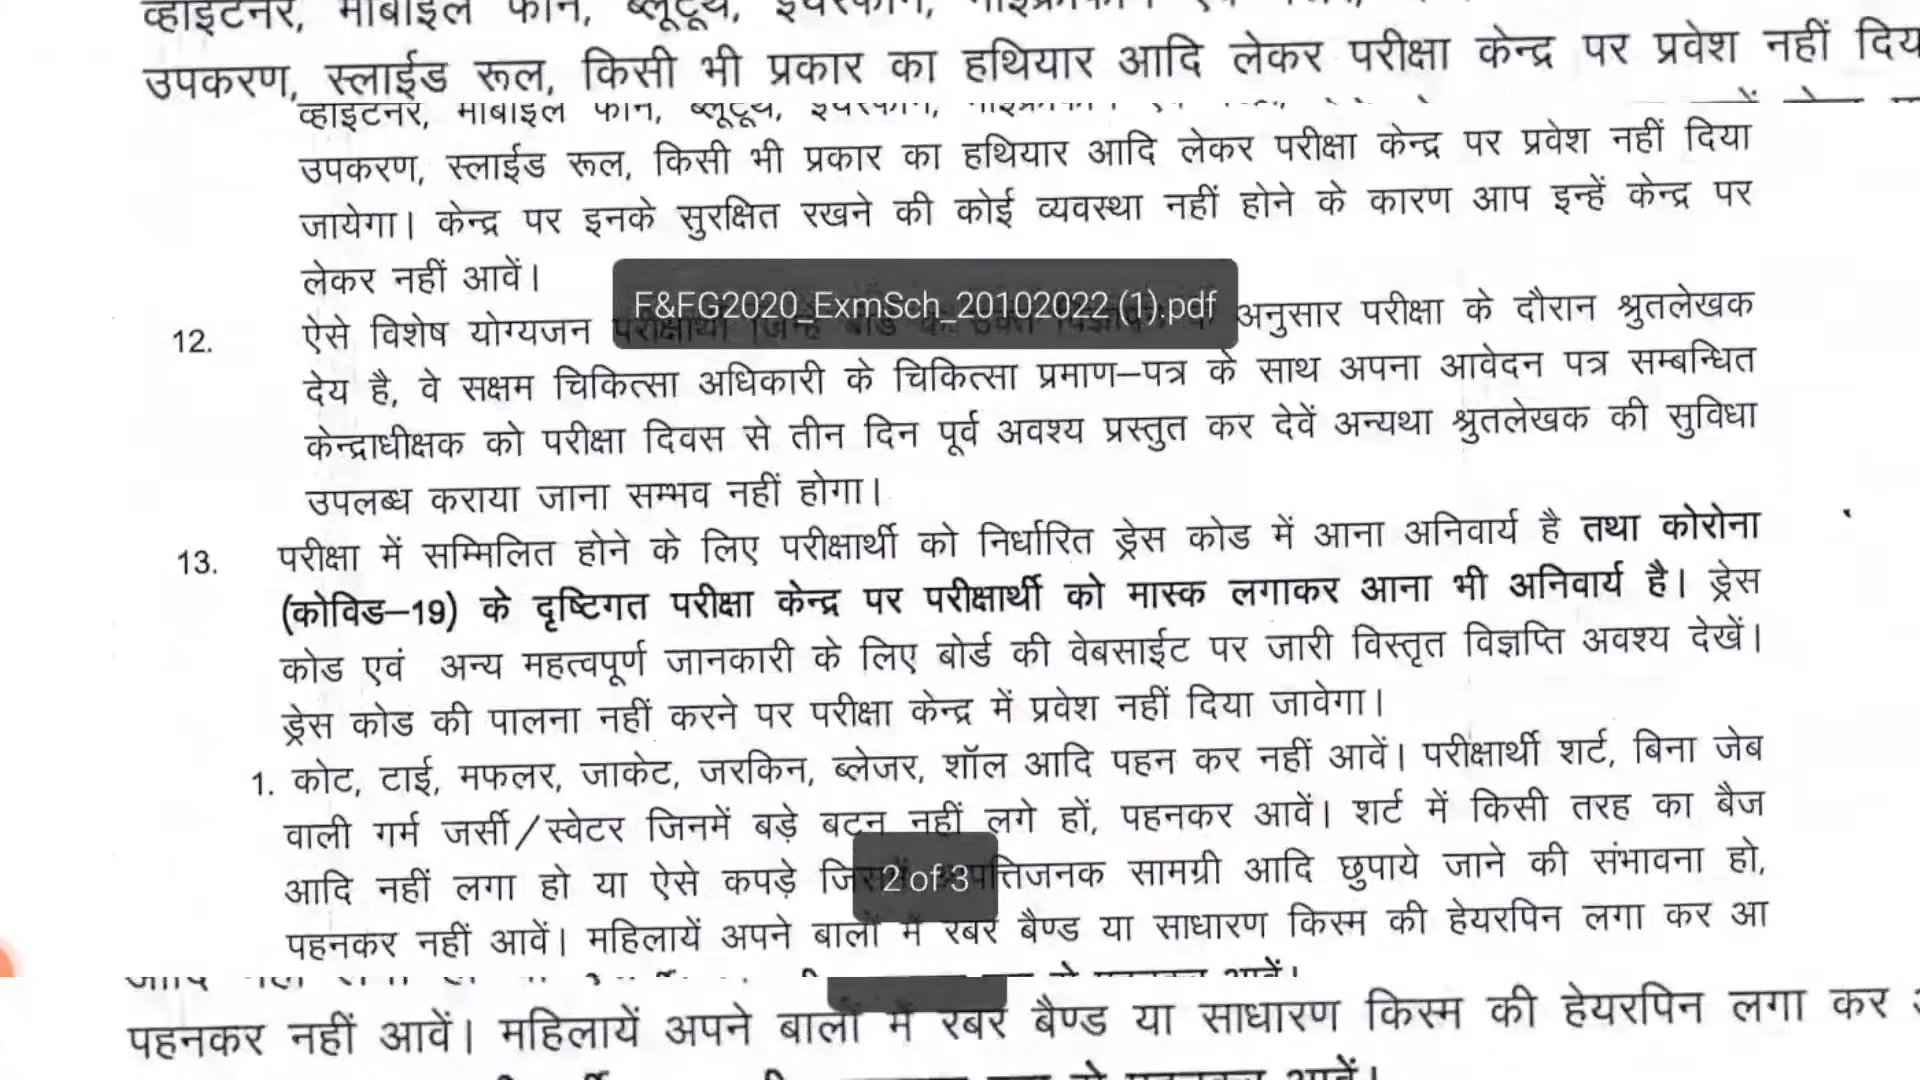 व्हाइटनर, मोबाइल फोन, ब्लूटूथ, इयरफोन,
उपकरण, स्लाईड रूल, किसी भी प्रकार का हथियार आदि लेकर परीक्षा केन्द्र पर प्रवेश नहीं दिय
व्हाइटनर, मोबाइल फोन, ब्लूटूथ, इयरफोन,
उपकरण, स्लाईड रूल, किसी भी प्रकार का हथियार आदि लेकर परीक्षा केन्द्र पर प्रवेश नहीं दिया
जायेगा। केन्द्र पर इनके सुरक्षित रखने की कोई व्यवस्था नहीं होने के कारण आप इन्हें केन्द्र पर
लेकर नहीं आवें।
F&FG2020_ExmSch_20102022 (1).pdf
12. ऐसे विशेष योग्यजन अनुसार परीक्षा के दौरान श्रुतलेखक
देय है, वे सक्षम चिकित्सा अधिकारी के चिकित्सा प्रमाण–पत्र के साथ अपना आवेदन पत्र सम्बन्धित
केन्द्राधीक्षक को परीक्षा दिवस से तीन दिन पूर्व अवश्य प्रस्तुत कर देवें अन्यथा श्रुतलेखक की सुविधा
उपलब्ध कराया जाना सम्भव नहीं होगा।
13. परीक्षा में सम्मिलित होने के लिए परीक्षार्थी को निर्धारित ड्रेस कोड में आना अनिवार्य है तथा कोरोना
(कोविड–19) के दृष्टिगत परीक्षा केन्द्र पर परीक्षार्थी को मास्क लगाकर आना भी अनिवार्य है। ड्रेस
कोड एवं अन्य महत्वपूर्ण जानकारी के लिए बोर्ड की वेबसाईट पर जारी विस्तृत विज्ञप्ति अवश्य देखें।
ड्रेस कोड की पालना नहीं करने पर परीक्षा केन्द्र में प्रवेश नहीं दिया जावेगा।
1. कोट, टाई, मफलर, जाकेट, जरकिन, ब्लेजर, शॉल आदि पहन कर नहीं आवें। परीक्षार्थी शर्ट, बिना जेब
वाली गर्म जर्सी/स्वेटर जिनमें बड़े बटन नहीं लगे हों, पहनकर आवें। शर्ट में किसी तरह का बैज
आदि नहीं लगा हो या ऐसे कपड़े सामग्री आदि छुपाये जाने की संभावना हो,
2 of 3
पहनकर नहीं आवें। महिलायें अपने बालों में रबर बैण्ड या साधारण किस्म की हेयरपिन लगा कर आ
पहनकर नहीं आवें। महिलायें अपने बालों में रबर बैण्ड या साधारण किस्म की हेयरपिन लगा कर